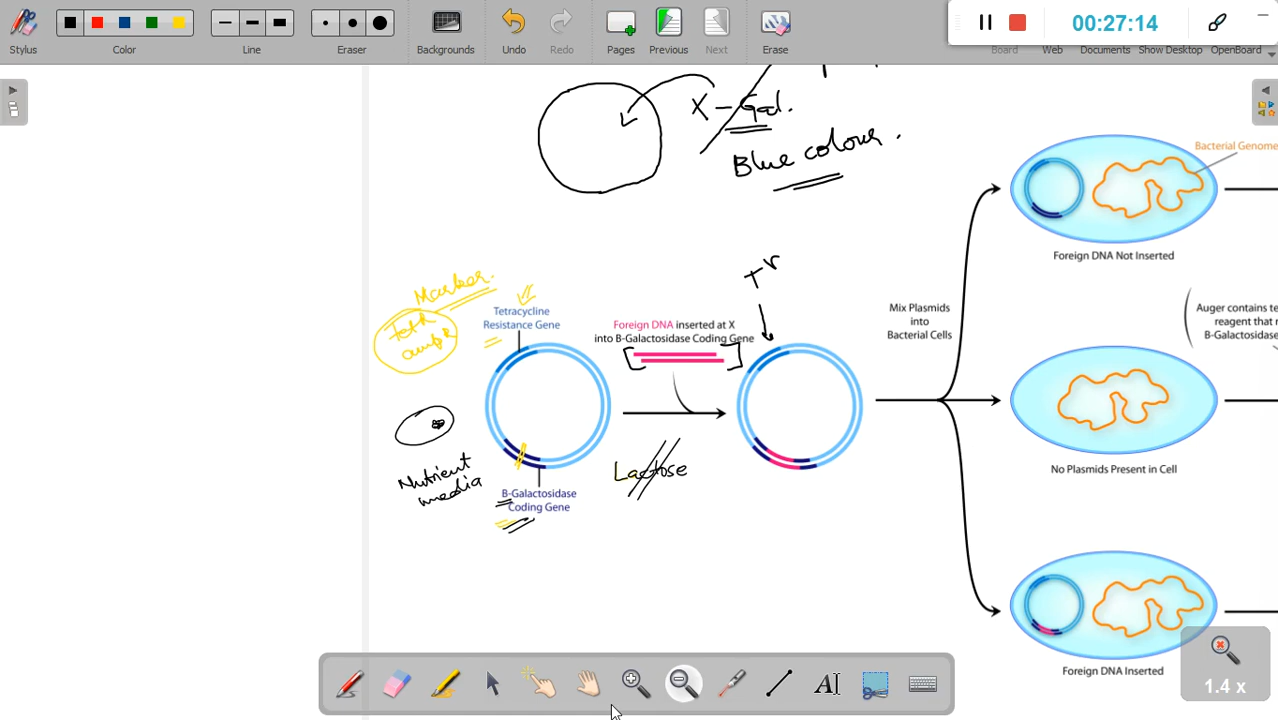 00:27:14
Stylus
Color
Line
Eraser
Backgrounds
Undo
Redo
Pages
Previous
Next
Erase
Board
Web
Documents
Show Desktop
OpenBoard
X - Gal.
Blue colour.
Bacterial Genome
Foreign DNA Not Inserted
Marker.
Tetracycline
Resistance Gene
Foreign DNA inserted at X
into B-Galactosidase Coding Gene
Mix Plasmids
into
Bacterial Cells
Auger contains te
reagent that r
B-Galactosidase
Nutrient
media
Lactose
B-Galactosidase
Coding Gene
No Plasmids Present in Cell
Foreign DNA Inserted
1.4 x